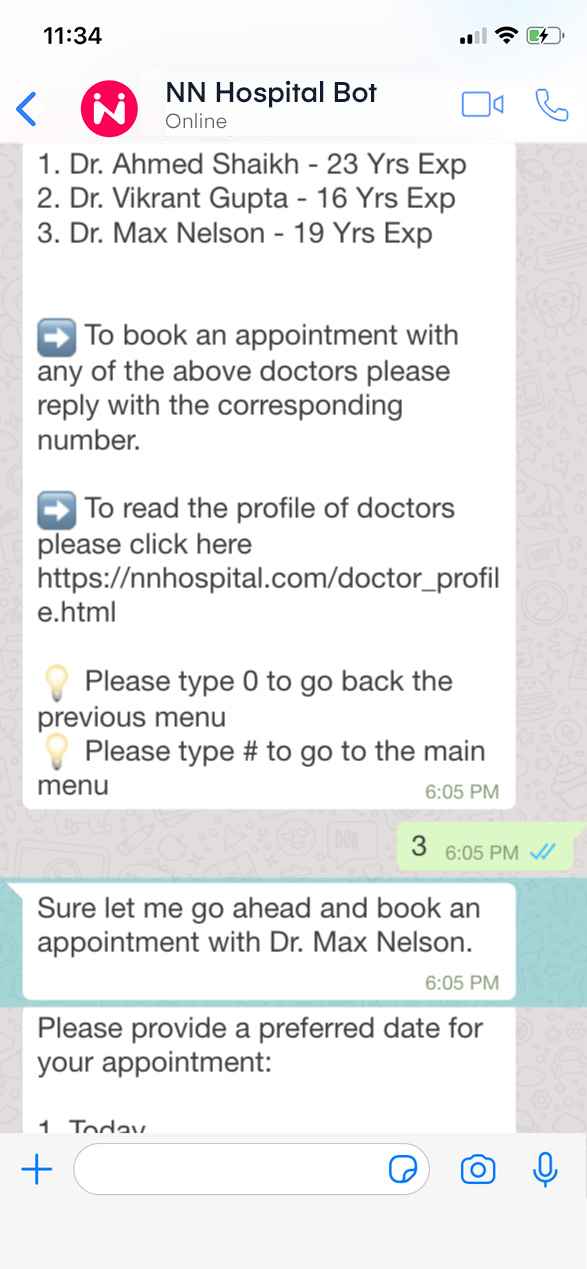 11:34
NN Hospital Bot
Online
1. Dr. Ahmed Shaikh - 23 Yrs Exp
2. Dr. Vikrant Gupta - 16 Yrs Exp
3. Dr. Max Nelson - 19 Yrs Exp
➡️ To book an appointment with
any of the above doctors please
reply with the corresponding
number.
➡️ To read the profile of doctors
please click here
https://nnhospital.com/doctor_profil
e.html
💡 Please type 0 to go back the
previous menu
💡 Please type # to go to the main
menu
6:05 PM
3 6:05 PM
Sure let me go ahead and book an
appointment with Dr. Max Nelson.
6:05 PM
Please provide a preferred date for
your appointment:
1. Today